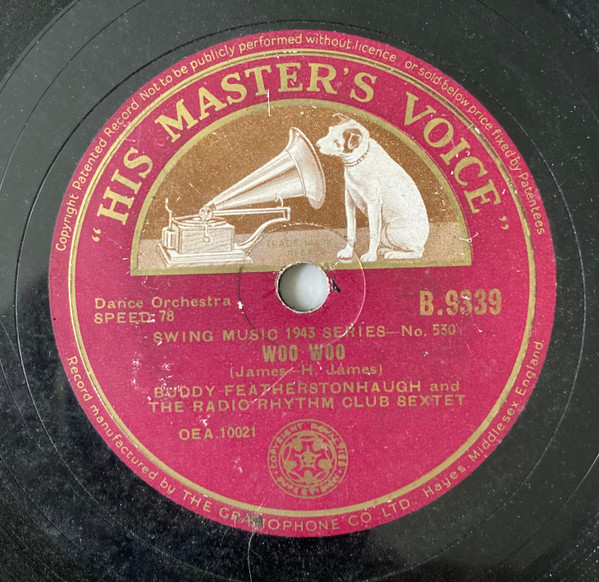 Copyright Patented Record Not to be publicly performed without licence, or sold below price fixed by Patentees
"HIS MASTER'S VOICE"
TRADE MARK
Dance Orchestra
SPEED 78
B.9339
SWING MUSIC 1943 SERIES—No. 530
WOO WOO
(James—H. James)
BUDDY FEATHERSTONHAUGH and
THE RADIO RHYTHM CLUB SEXTET
OEA.10021
COPYRIGHT ROYALTIES
Record manufactured by THE GRAMOPHONE CO LTD., Hayes, Middlesex, England.